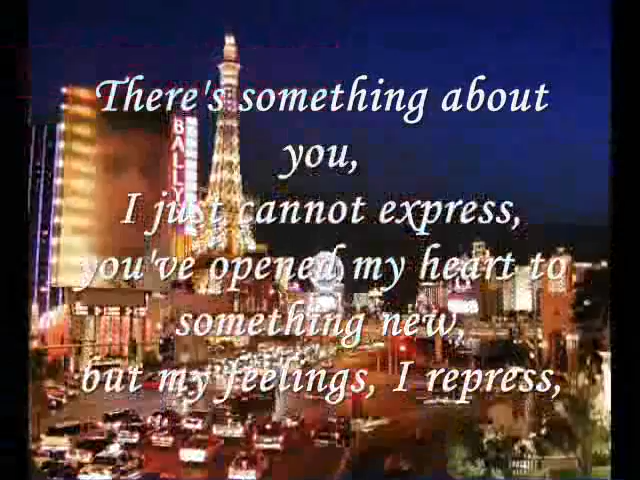 There's something about
you,
I just cannot express,
you've opened my heart to
something new,
but my feelings, I repress,
BALLY